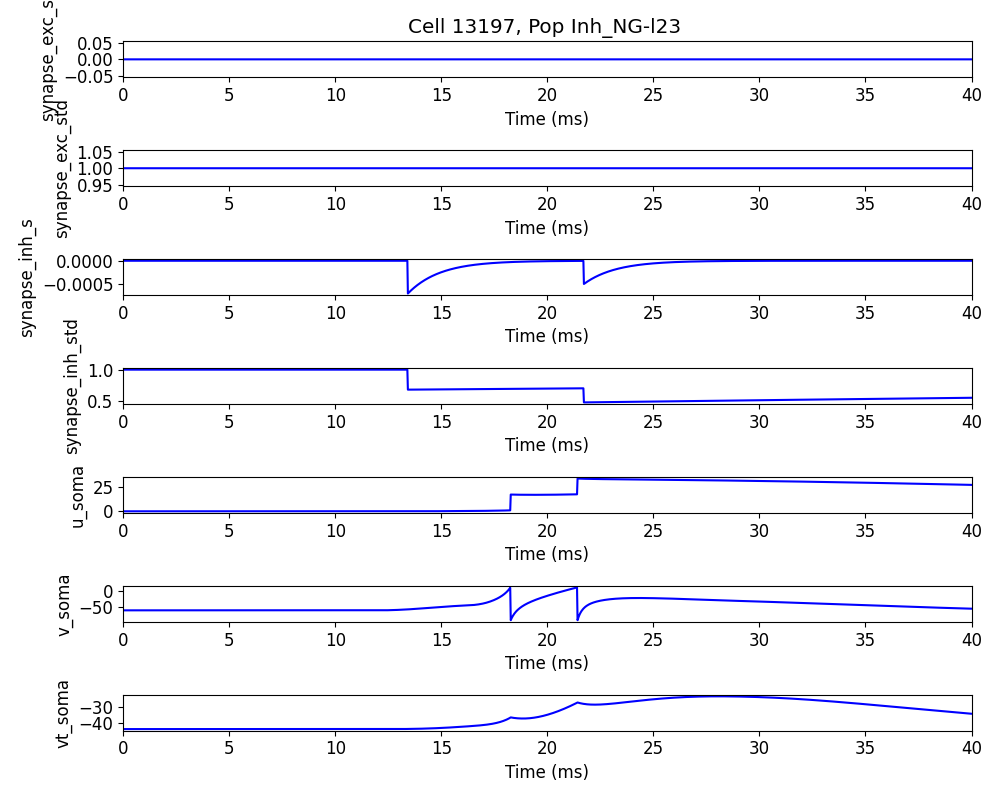 Cell 13197, Pop Inh_NG-l23
synapse_exc_s
0.05
0.00
−0.05
0 5 10 15 20 25 30 35 40
Time (ms)
synapse_exc_std
1.05
1.00
0.95
0 5 10 15 20 25 30 35 40
Time (ms)
synapse_inh_s
0.0000
−0.0005
0 5 10 15 20 25 30 35 40
Time (ms)
synapse_inh_std
1.0
0.5
0 5 10 15 20 25 30 35 40
Time (ms)
u_soma
25
0
0 5 10 15 20 25 30 35 40
Time (ms)
v_soma
0
−50
0 5 10 15 20 25 30 35 40
Time (ms)
vt_soma
−30
−40
0 5 10 15 20 25 30 35 40
Time (ms)